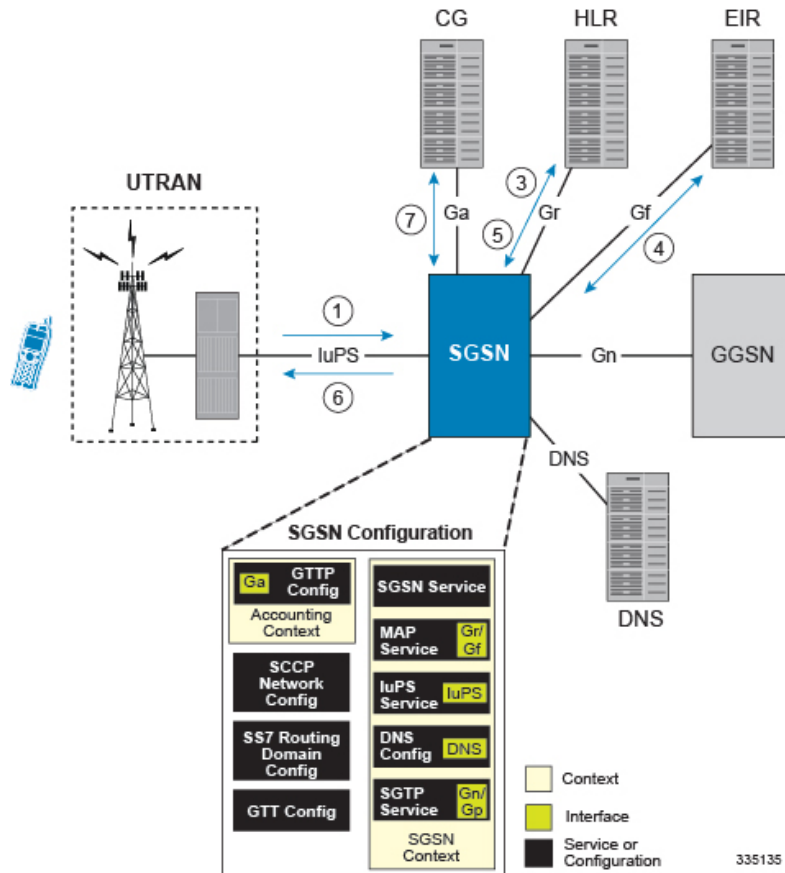 CG
HLR
EIR
UTRAN
3
7
Ga
5
Gr
Gf
4
1
IuPS
6
SGSN
Gn
GGSN
DNS
DNS
SGSN Configuration
Ga
GTTP
Config
Accounting
Context
SCCP
Network
Config
SS7 Routing
Domain
Config
GTT Config
SGSN Service
MAP
Service
Gr/
Gf
IuPS
Service
IuPS
DNS
Config
DNS
SGTP
Service
Gn/
Gp
SGSN
Context
Context
Interface
Service or
Configuration
335135